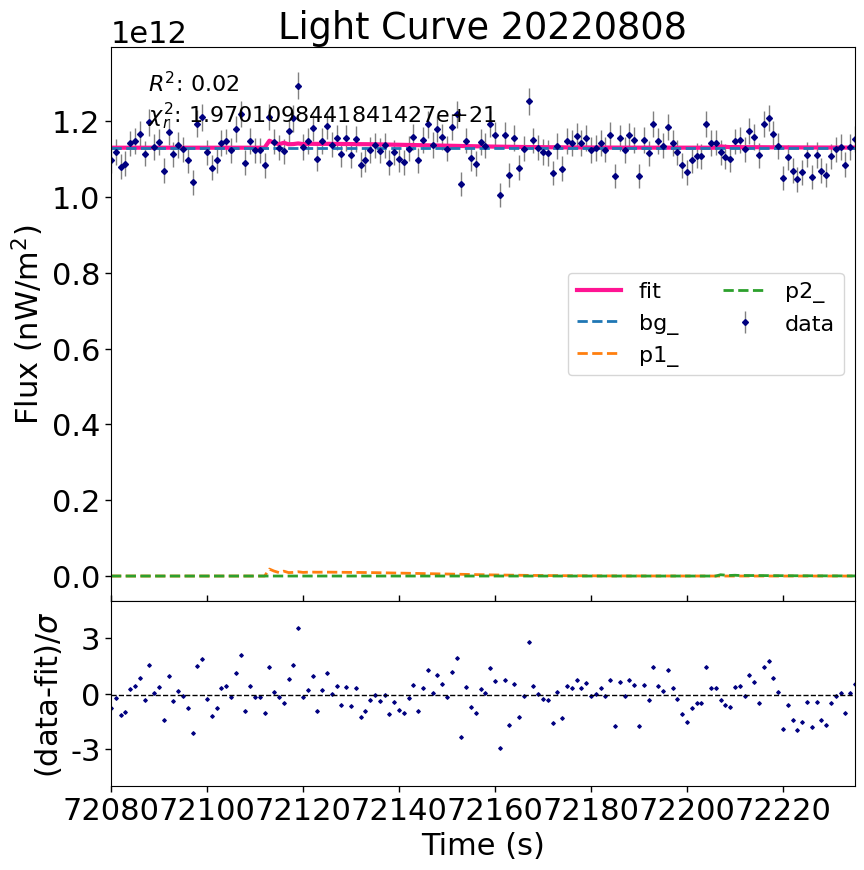 Light Curve 20220808
1e12
R²: 0.02
χ²ᵣ: 1.9701098441841427e+21
1.2
1.0
0.8
0.6
0.4
0.2
0.0
Flux (nW/m²)
fit
bg_
p1_
p2_
data
3
0
-3
(data-fit)/σ
72080 72100 72120 72140 72160 72180 72200 72220
Time (s)